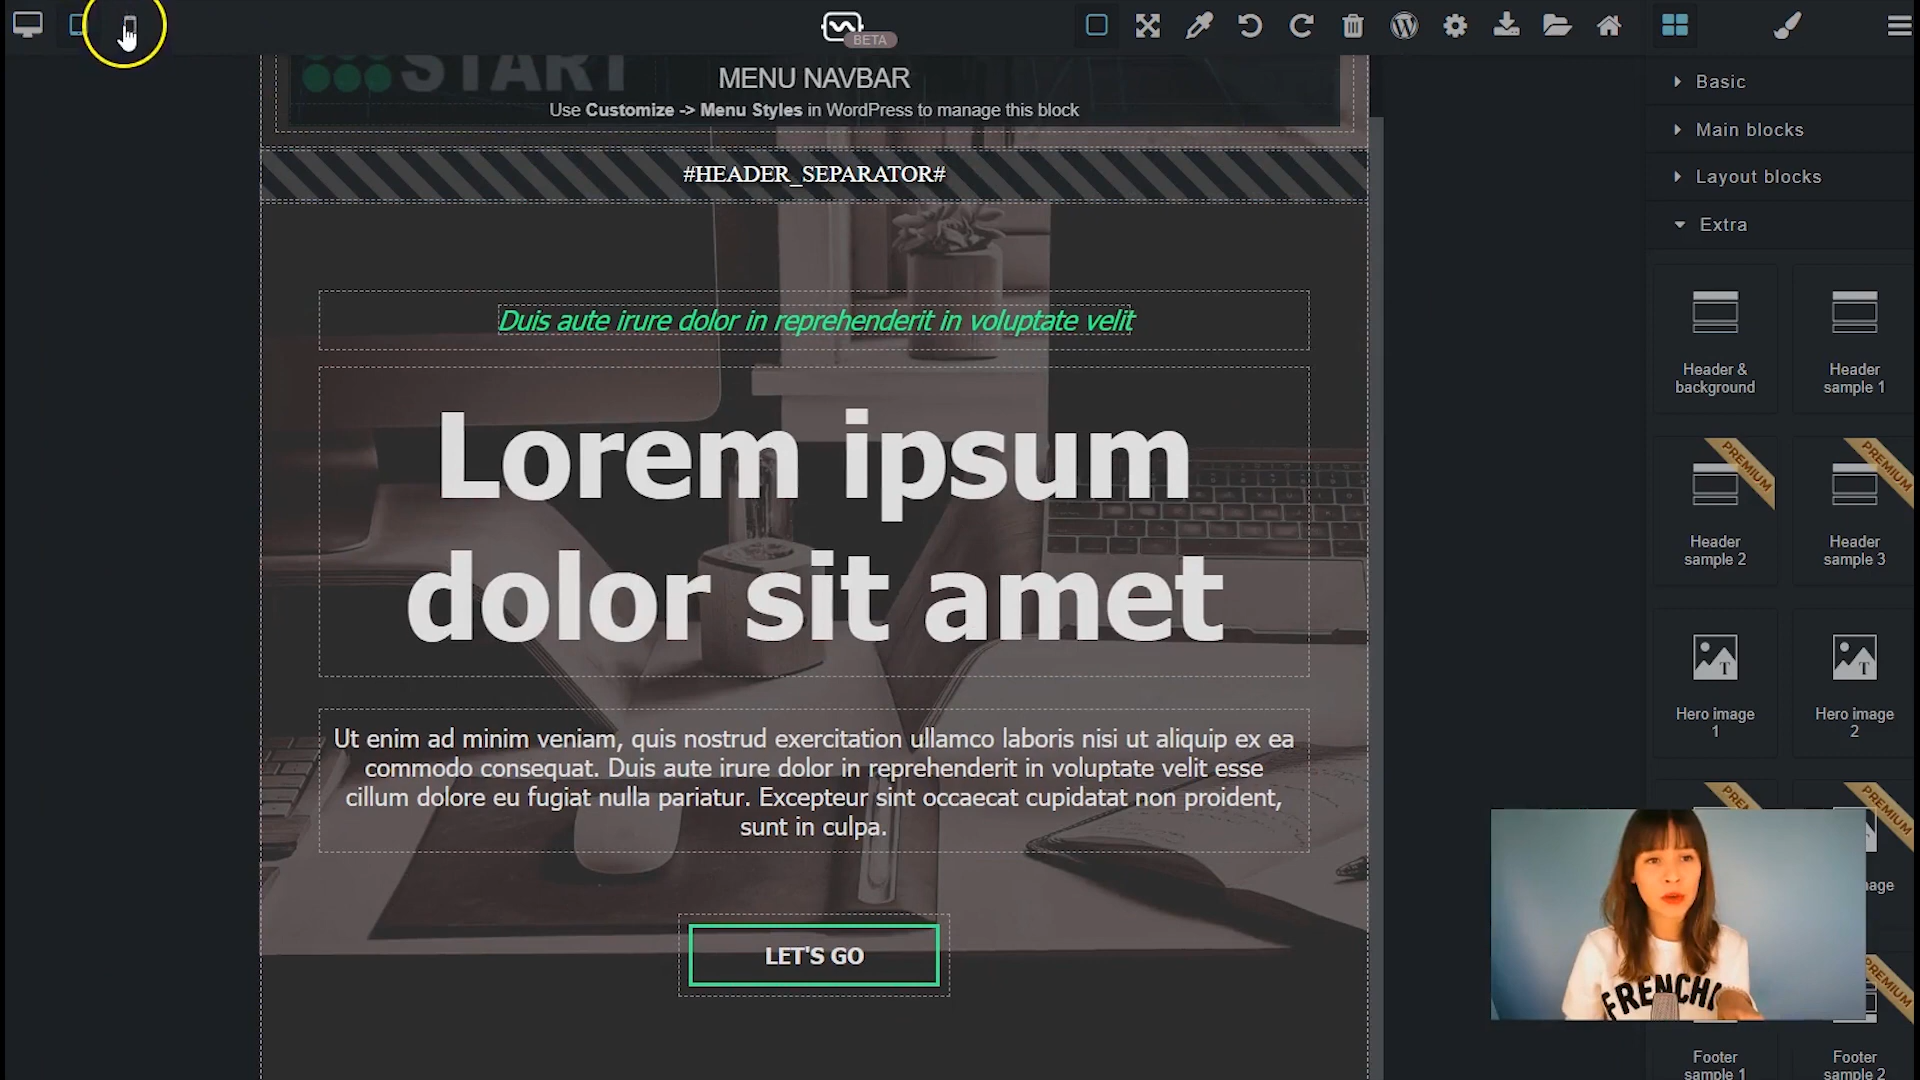 BETA
START
MENU NAVBAR
Use Customize -> Menu Styles in WordPress to manage this block
#HEADER_SEPARATOR#
Duis aute irure dolor in reprehenderit in voluptate velit
Lorem ipsum
dolor sit amet
Ut enim ad minim veniam, quis nostrud exercitation ullamco laboris nisi ut aliquip ex ea
commodo consequat. Duis aute irure dolor in reprehenderit in voluptate velit esse
cillum dolore eu fugiat nulla pariatur. Excepteur sint occaecat cupidatat non proident,
sunt in culpa.
LET'S GO
Basic
Main blocks
Layout blocks
Extra
Header &
background
Header
sample 1
PREMIUM
Header
sample 2
PREMIUM
Header
sample 3
Hero image
1
Hero image
2
PREMIUM
PREMIUM
Footer
sample 1
Footer
sample 2